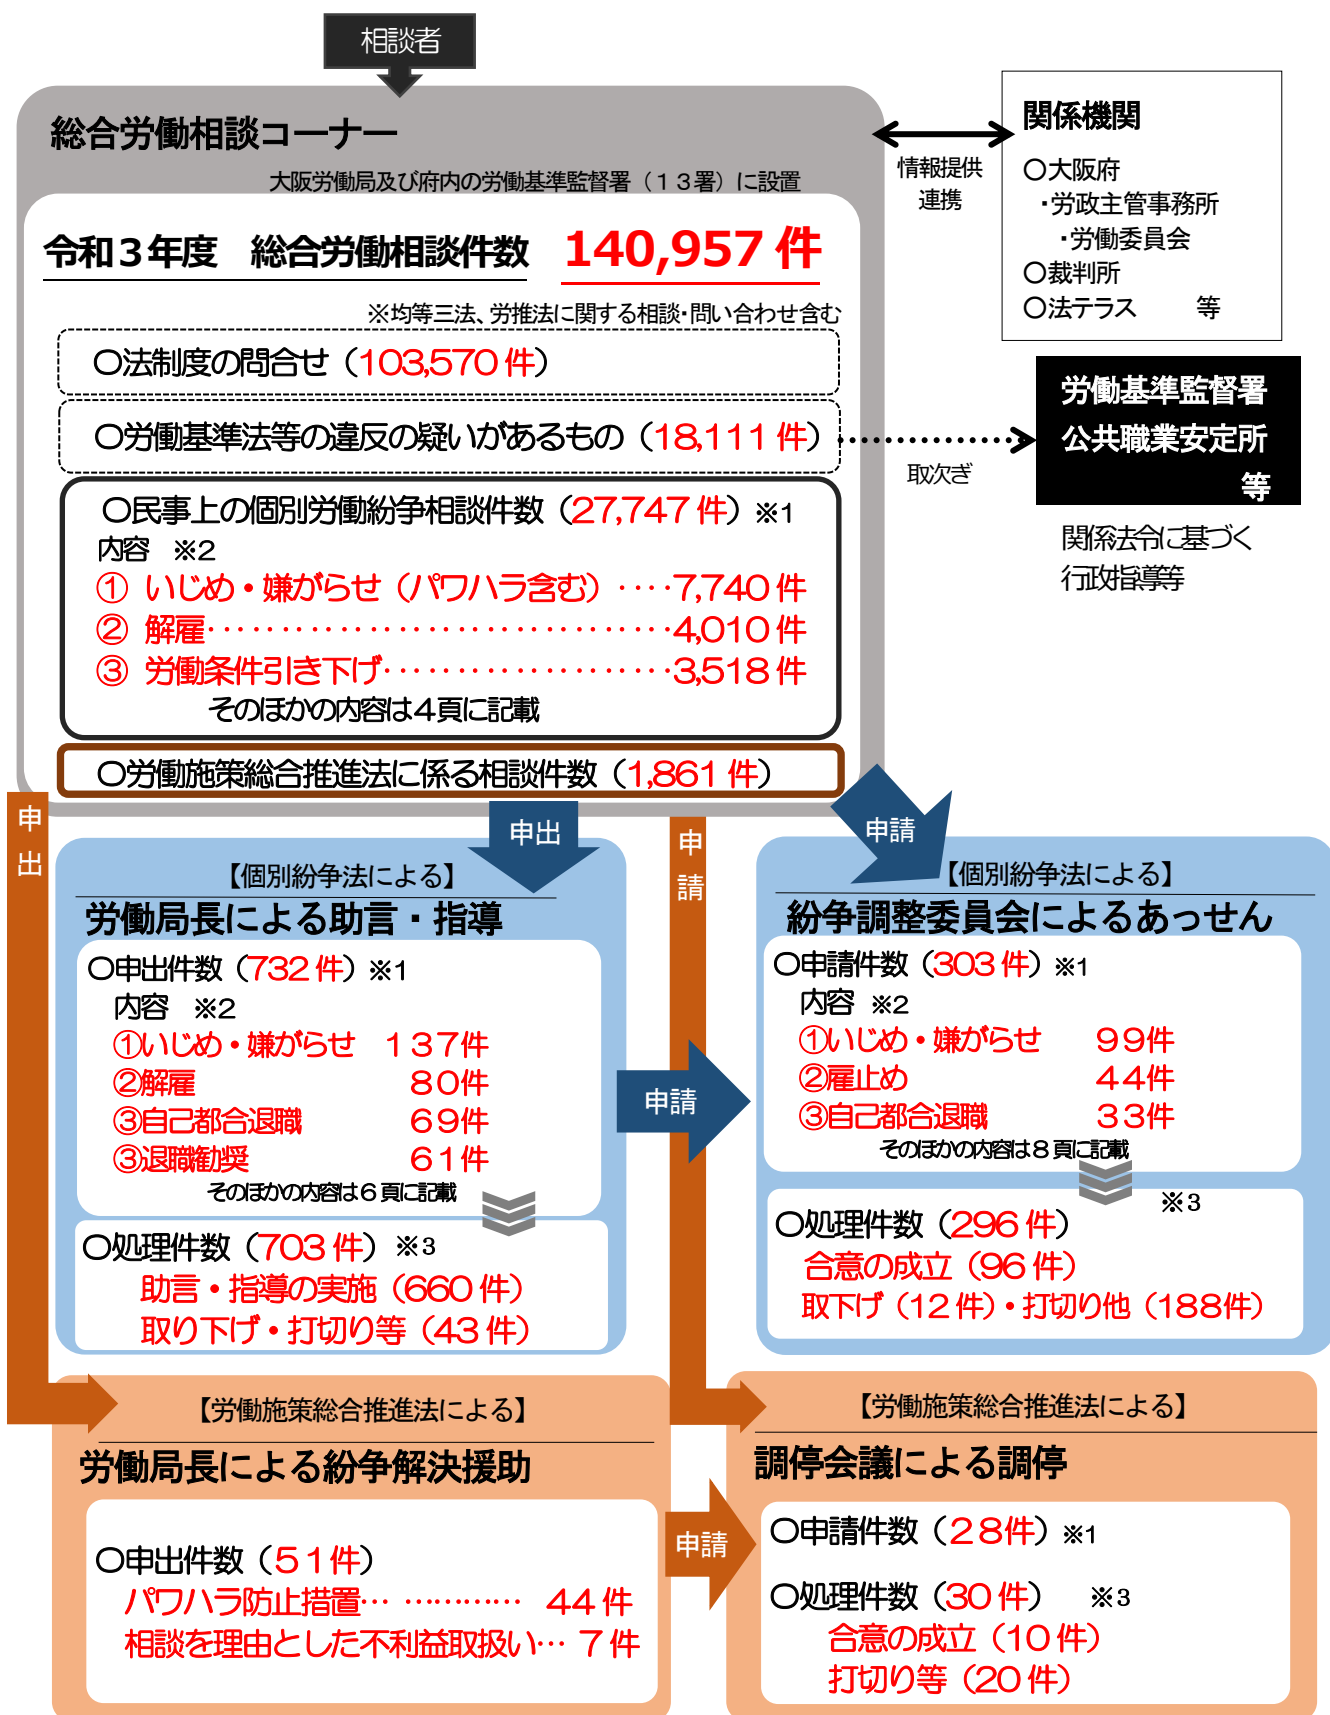 相談者
総合労働相談コーナー
大阪労働局及び府内の労働基準監督署（１３署）に設置
令和３年度　総合労働相談件数　140,957 件
※均等三法、労推法に関する相談・問い合わせ含む
〇法制度の問合せ（103,570 件）
〇労働基準法等の違反の疑いがあるもの（18,111 件）
〇民事上の個別労働紛争相談件数（27,747 件）※1
内容　※2
① いじめ・嫌がらせ（パワハラ含む）‥‥7,740 件
② 解雇‥‥‥‥‥‥‥‥‥‥‥‥‥‥‥‥4,010 件
③ 労働条件引き下げ‥‥‥‥‥‥‥‥‥‥3,518 件
そのほかの内容は４頁に記載
〇労働施策総合推進法に係る相談件数（1,861 件）
情報提供
連携
関係機関
〇大阪府
・労政主管事務所
・労働委員会
〇裁判所
〇法テラス　　等
取次ぎ
労働基準監督署
公共職業安定所
等
関係法令に基づく
行政指導等
申
出
申出
申
請
申請
【個別紛争法による】
労働局長による助言・指導
〇申出件数（732 件）※1
内容　※2
①いじめ・嫌がらせ　１３７件
②解雇　８０件
③自己都合退職　６９件
③退職勧奨　６１件
そのほかの内容は６頁に記載
〇処理件数（703 件）※3
助言・指導の実施（660 件）
取り下げ・打切り等（43 件）
申請
【個別紛争法による】
紛争調整委員会によるあっせん
〇申請件数（303 件）※1
内容　※2
①いじめ・嫌がらせ　９９件
②雇止め　４４件
③自己都合退職　３３件
そのほかの内容は８頁に記載
※3
〇処理件数（296 件）
合意の成立（96 件）
取下げ（12 件）・打切り他（188件）
【労働施策総合推進法による】
労働局長による紛争解決援助
〇申出件数（５１件）
パワハラ防止措置… …………　44 件
相談を理由とした不利益取扱い… 7 件
申請
【労働施策総合推進法による】
調停会議による調停
〇申請件数（２８件）※1
〇処理件数（30 件）　※3
合意の成立（10 件）
打切り等（20 件）